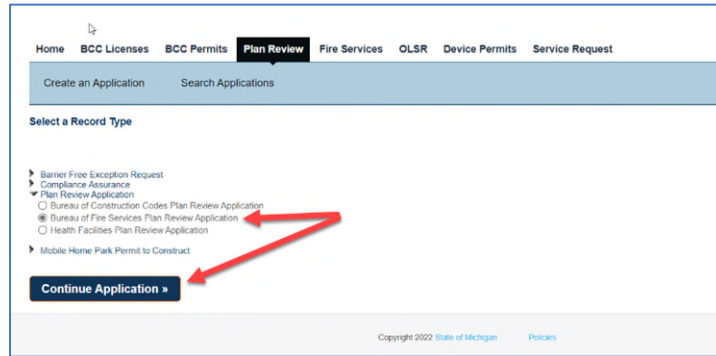 Home BCC Licenses BCC Permits Plan Review Fire Services OLSR Device Permits Service Request
Create an Application Search Applications
Select a Record Type
Barrier Free Exception Request
Compliance Assurance
Plan Review Application
Bureau of Construction Codes Plan Review Application
Bureau of Fire Services Plan Review Application
Health Facilities Plan Review Application
Mobile Home Park Permit to Construct
Continue Application »
Copyright 2022 State of Michigan Policies